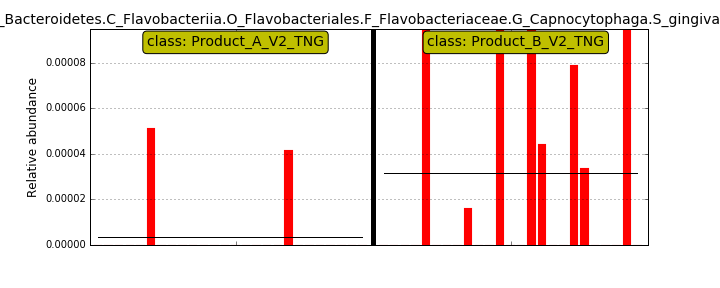 _Bacteroidetes.C_Flavobacteriia.O_Flavobacteriales.F_Flavobacteriaceae.G_Capnocytophaga.S_gingiva
class: Product_A_V2_TNG
class: Product_B_V2_TNG
0.00008
0.00006
0.00004
0.00002
0.00000
Relative abundance